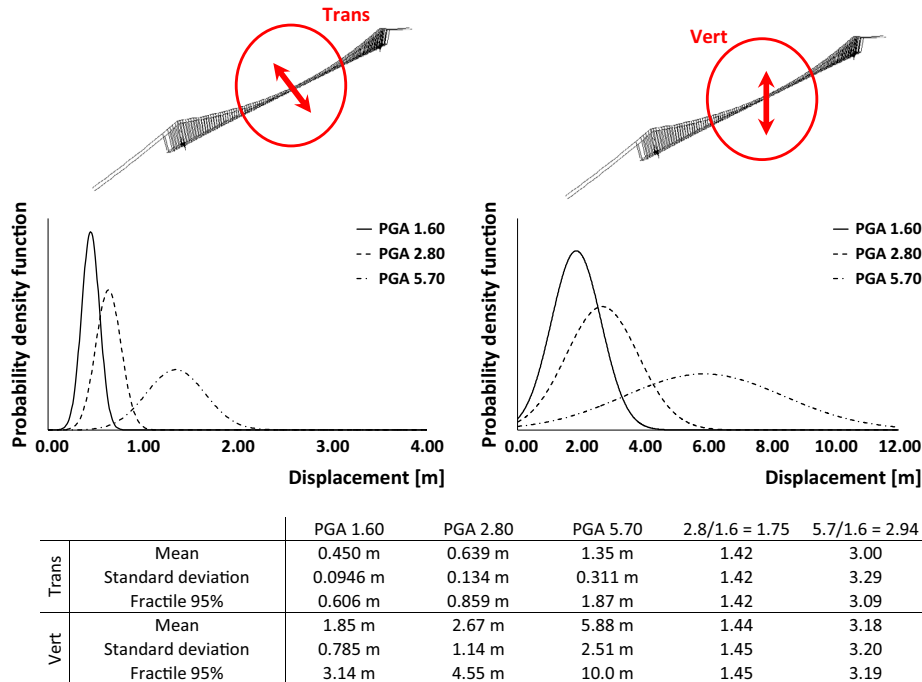 Trans
Vert
Probability density function
PGA 1.60
PGA 2.80
PGA 5.70
0.00 1.00 2.00 3.00 4.00
Displacement [m]
Probability density function
PGA 1.60
PGA 2.80
PGA 5.70
0.00 2.00 4.00 6.00 8.00 10.00 12.00
Displacement [m]
PGA 1.60 PGA 2.80 PGA 5.70 2.8/1.6 = 1.75 5.7/1.6 = 2.94
Trans
Mean 0.450 m 0.639 m 1.35 m 1.42 3.00
Standard deviation 0.0946 m 0.134 m 0.311 m 1.42 3.29
Fractile 95% 0.606 m 0.859 m 1.87 m 1.42 3.09
Vert
Mean 1.85 m 2.67 m 5.88 m 1.44 3.18
Standard deviation 0.785 m 1.14 m 2.51 m 1.45 3.20
Fractile 95% 3.14 m 4.55 m 10.0 m 1.45 3.19